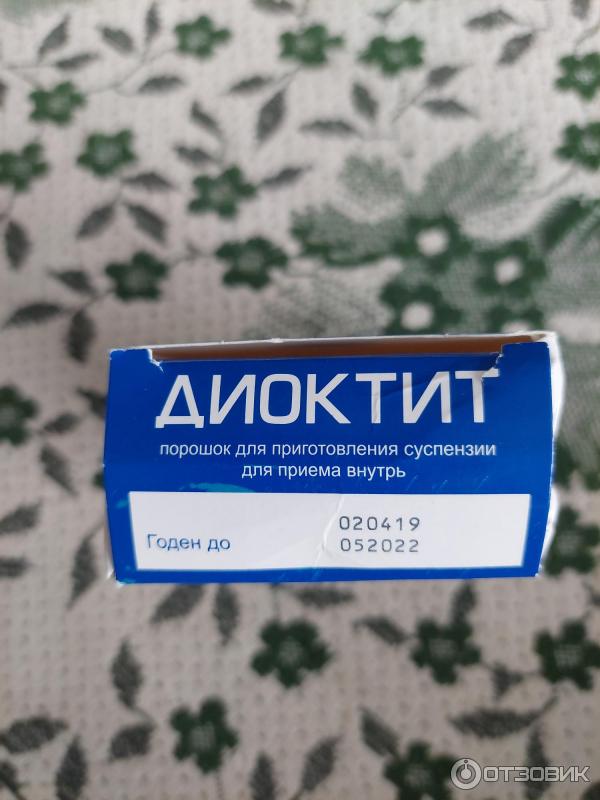 ДИОКТИТ
порошок для приготовления суспензии
для приема внутрь
020419
Годен до 052022
ОТЗОВИК